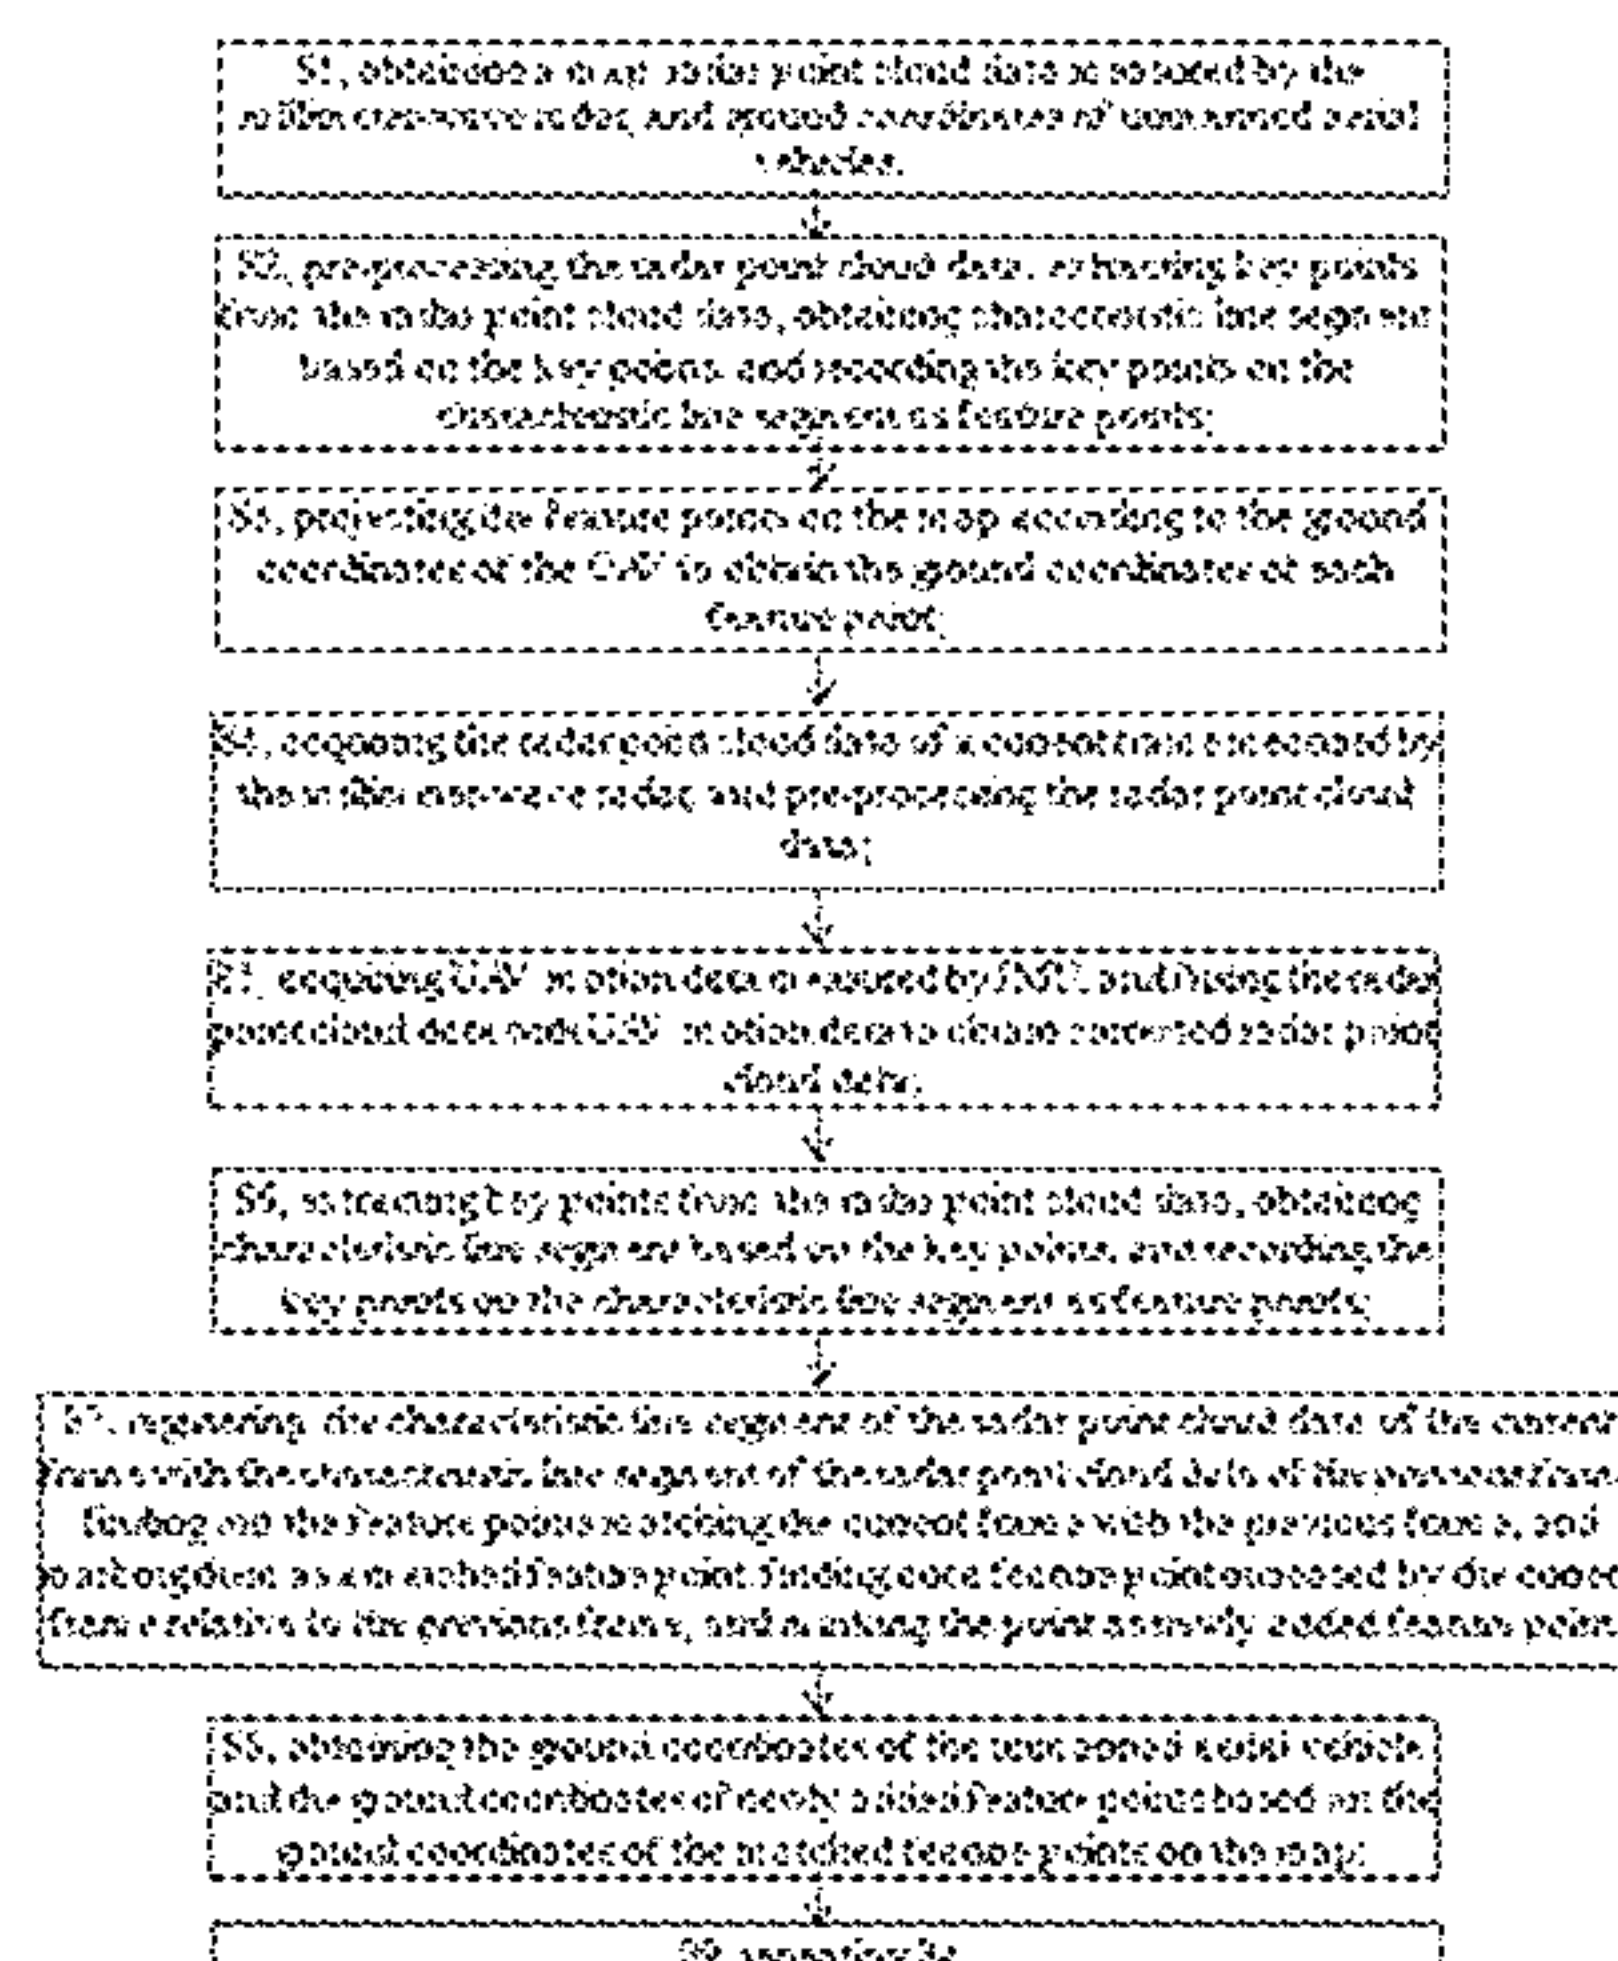 S1, obtaining a map, radar point cloud data measured by the
millimeter-wave radar, and ground coordinates of unmanned aerial
vehicles.
S2, pre-processing the radar point cloud data, extracting key points
from the radar point cloud data, obtaining characteristic line segment
based on the key points, and recording the key points on the
characteristic line segment as feature points;
S3, projecting the feature points on the map according to the ground
coordinates of the UAV to obtain the ground coordinates of each
feature point;
S4, acquiring the radar point cloud data of a current frame measured by
the millimeter-wave radar, and pre-processing the radar point cloud
data;
acquiring UAV motion data measured by IMU, and fusing the radar
point cloud data with UAV motion data to obtain corrected radar point
cloud data;
S6, extracting key points from the radar point cloud data, obtaining
characteristic line segment based on the key points, and recording the
key points on the characteristic line segment as feature points;
registering the characteristic line segment of the radar point cloud data of the current
frame with the characteristic line segment of the radar point cloud data of the previous frame
finding out the feature points matching the current frame with the previous frame, and
as a matched feature point, finding out a feature point by the current
frame relative to the previous frame, and marking the point as newly added feature point
obtaining the ground coordinates of the unmanned aerial vehicle
and the ground coordinates of newly added feature points based on the
ground coordinates of the matched feature points on the map;
S9, repeating